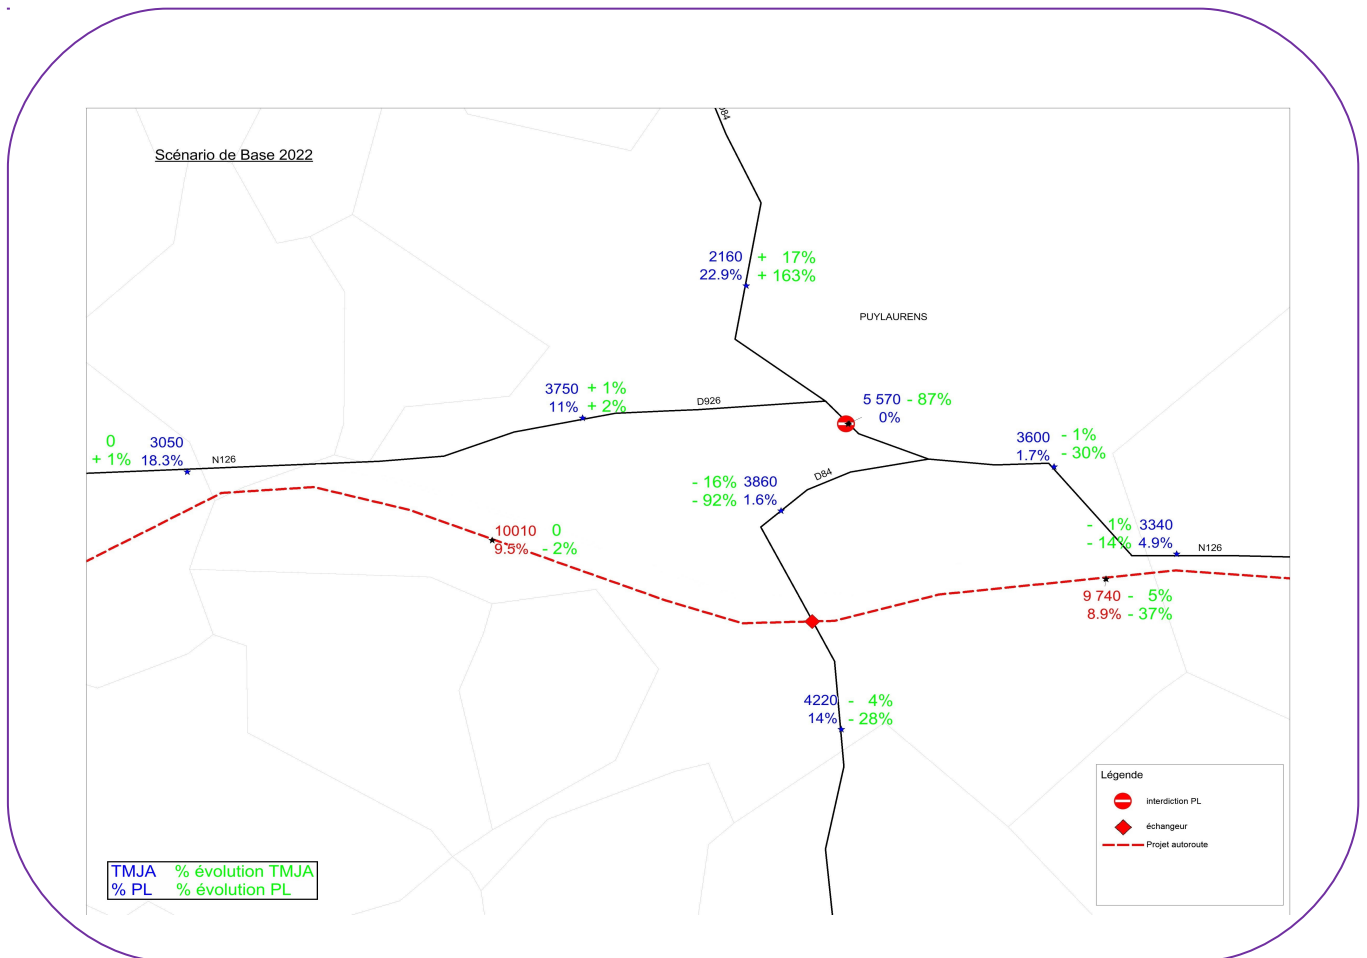 D84
Scénario de Base 2022
2160 + 17%
22.9% + 163%
PUYLAURENS
3750 + 1%
11% + 2%
D926
5 570 - 87%
0%
0 3050
+ 1% 18.3%
N126
3600 - 1%
1.7% - 30%
D84
- 16% 3860
- 92% 1.6%
10010 0
9.5% - 2%
- 1% 3340
- 14% 4.9%
N126
9 740 - 5%
8.9% - 37%
4220 - 4%
14% - 28%
Légende
interdiction PL
échangeur
Projet autoroute
TMJA % évolution TMJA
% PL % évolution PL